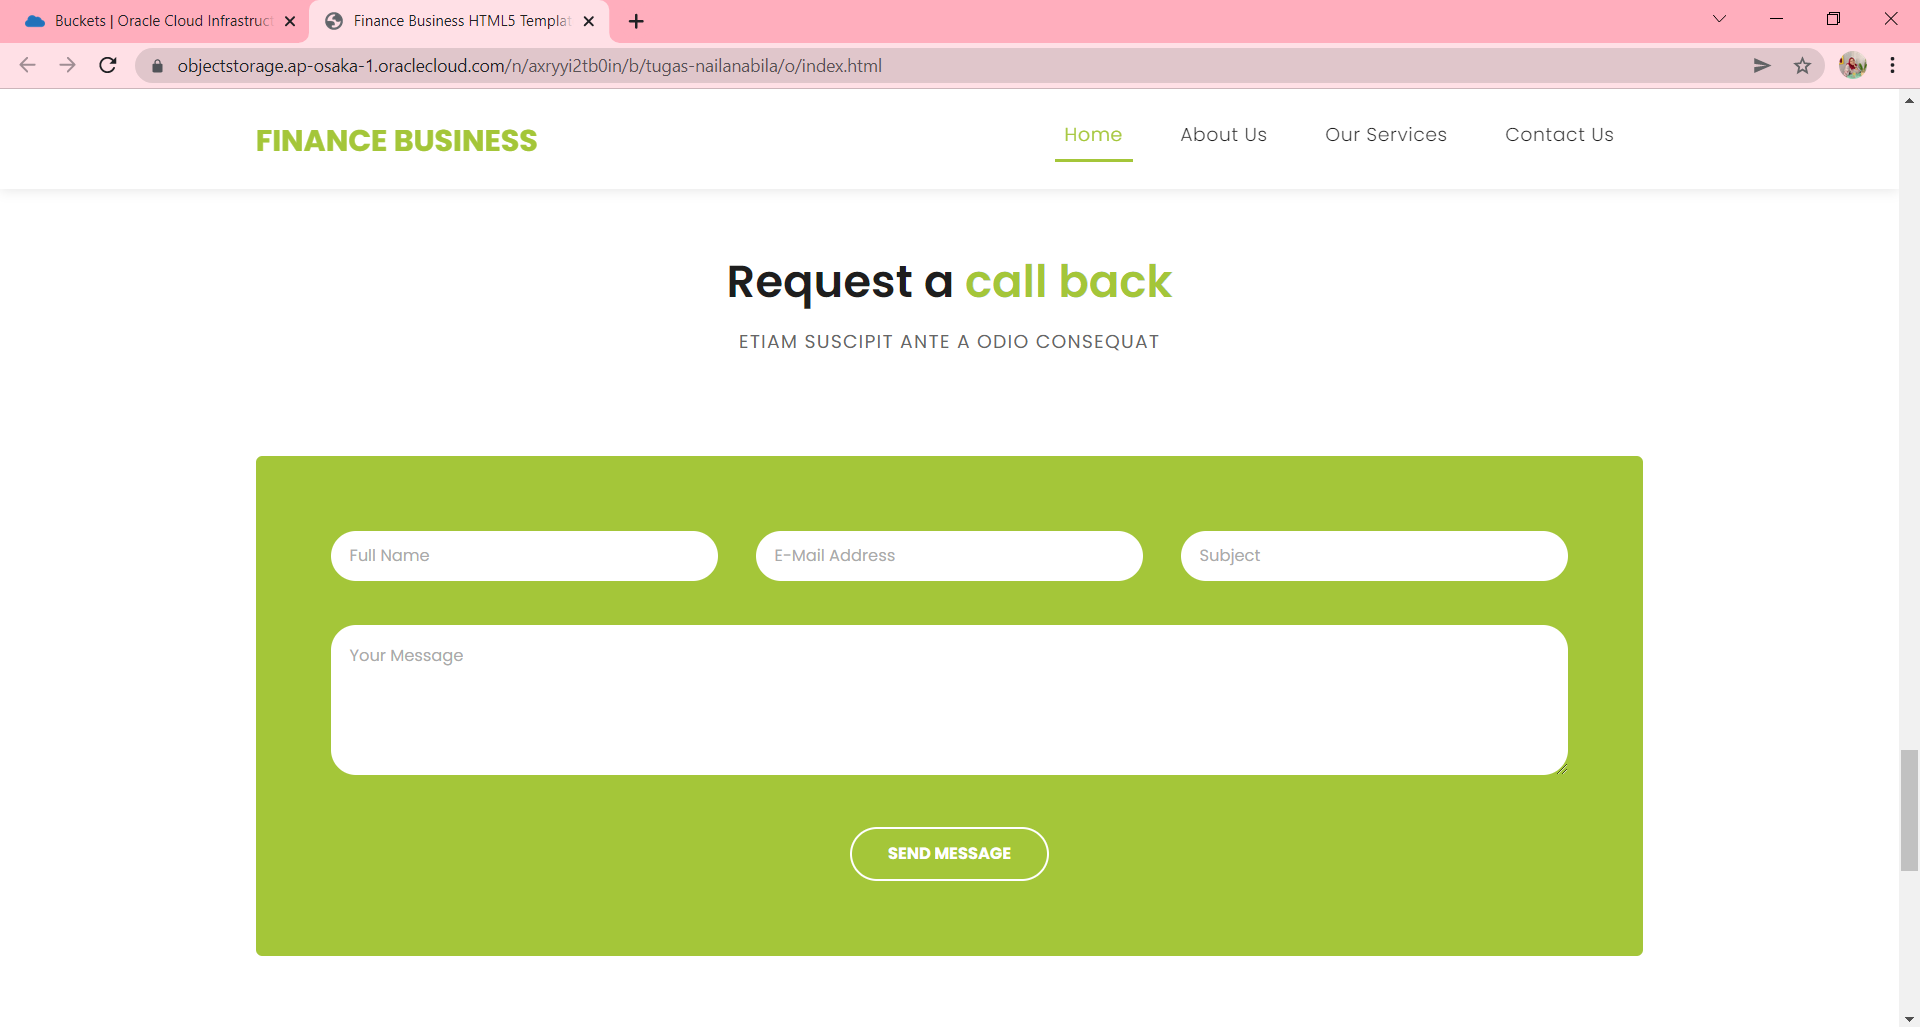 Buckets | Oracle Cloud Infrastruct
Finance Business HTML5 Templat
objectstorage.ap-osaka-1.oraclecloud.com/n/axryyi2tb0in/b/tugas-nailanabila/o/index.html
FINANCE BUSINESS
Home
About Us
Our Services
Contact Us
Request a call back
ETIAM SUSCIPIT ANTE A ODIO CONSEQUAT
Full Name
E-Mail Address
Subject
Your Message
SEND MESSAGE